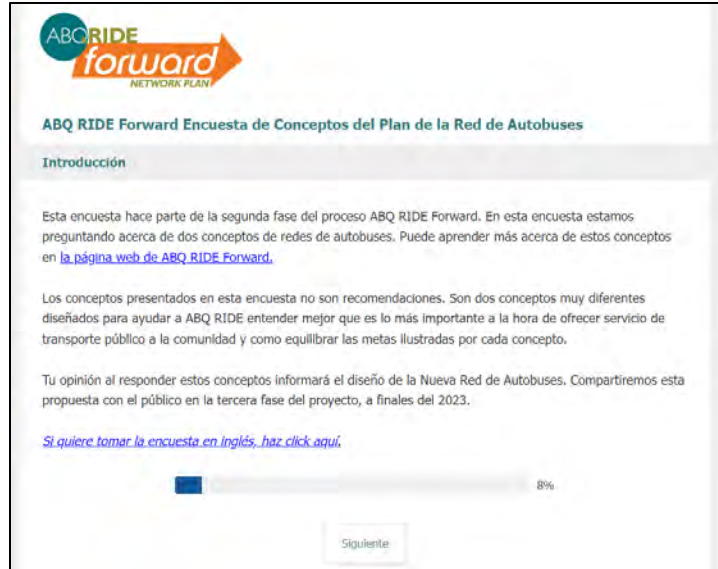 ABQ RIDE
forward
NETWORK PLAN
ABQ RIDE Forward Encuesta de Conceptos del Plan de la Red de Autobuses
Introducción
Esta encuesta hace parte de la segunda fase del proceso ABQ RIDE Forward. En esta encuesta estamos
preguntando acerca de dos conceptos de redes de autobuses. Puede aprender más acerca de estos conceptos
en la página web de ABQ RIDE Forward.
Los conceptos presentados en esta encuesta no son recomendaciones. Son dos conceptos muy diferentes
diseñados para ayudar a ABQ RIDE entender mejor que es lo más importante a la hora de ofrecer servicio de
transporte público a la comunidad y como equilibrar las metas ilustradas por cada concepto.
Tu opinión al responder estos conceptos informará el diseño de la Nueva Red de Autobuses. Compartiremos esta
propuesta con el público en la tercera fase del proyecto, a finales del 2023.
Si quiere tomar la encuesta en inglés, haz click aquí.
8%
Siguiente